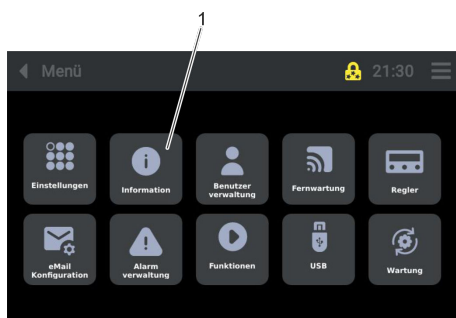 1
Menü
21:30
Einstellungen
Information
Benutzer
verwaltung
Fernwartung
Regler
eMail
Konfiguration
Alarm
verwaltung
Funktionen
USB
Wartung